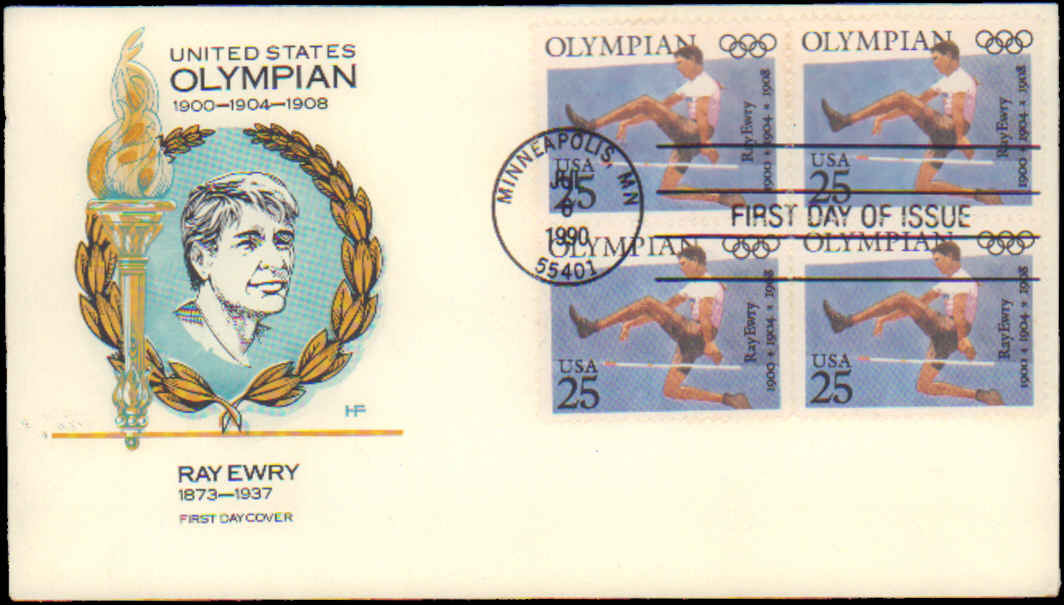 UNITED STATES
OLYMPIAN
1900—1904—1908
HF
RAY EWRY
1873—1937
FIRST DAY COVER
OLYMPIAN
Ray Ewry
1900 * 1904 * 1908
USA
25
OLYMPIAN
Ray Ewry
1900 * 1904 * 1908
USA
25
MINNEAPOLIS, MN
JUL
6
1990
55401
FIRST DAY OF ISSUE
OLYMPIAN
Ray Ewry
1900 * 1904 * 1908
USA
25
OLYMPIAN
Ray Ewry
1900 * 1904 * 1908
USA
25